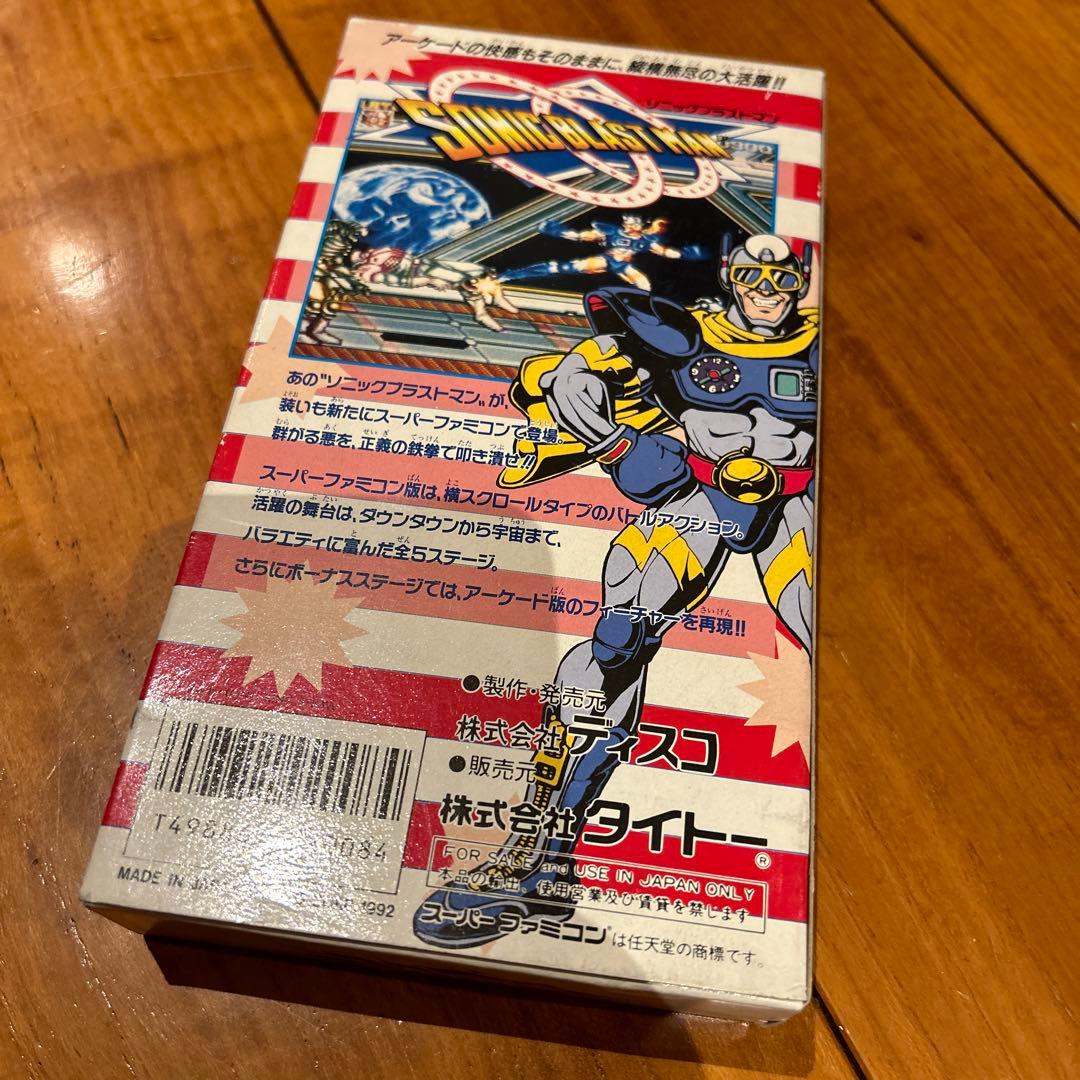 アーケードの快感もそのままに、縦横無尽の大活躍!!
ソニックブラストマン
SONIC BLAST MAN
あの"ソニックブラストマン"が、
装いも新たにスーパーファミコンで登場。
群がる悪を、正義の鉄拳で叩き潰せ!!
スーパーファミコン版は、横スクロールタイプのバトルアクション。
活躍の舞台は、ダウンタウンから宇宙まで、
バラエティに富んだ全5ステージ。
さらにボーナスステージでは、アーケード版のフィーチャーを再現!!
●製作・発売元
株式会社ディスコ
●販売元
株式会社タイトー®
FOR SALE and USE IN JAPAN ONLY
本品の輸出、使用営業及び賃貸を禁じます
MADE IN
1992
スーパーファミコン®は任天堂の商標です。